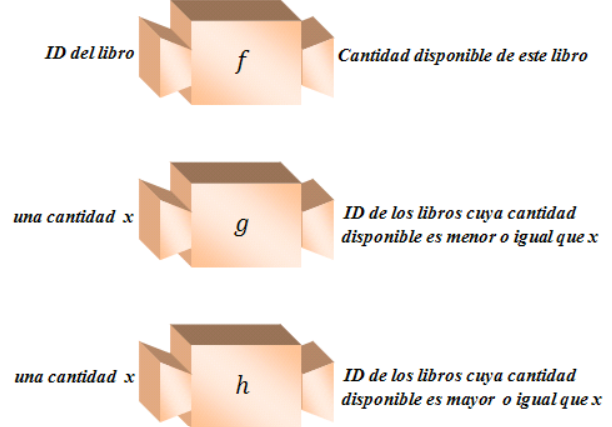 ID del libro
f
Cantidad disponible de este libro
una cantidad x
g
ID de los libros cuya cantidad
disponible es menor o igual que x
una cantidad x
h
ID de los libros cuya cantidad
disponible es mayor o igual que x